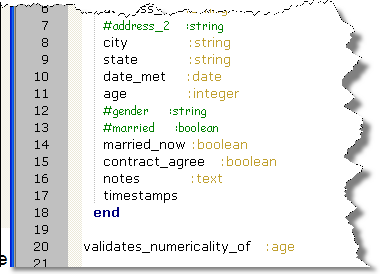 7 #address_2 :string
8 city :string
9 state :string
10 date_met :date
11 age :integer
12 #gender :string
13 #married :boolean
14 married_now :boolean
15 contract_agree :boolean
16 notes :text
17 timestamps
18 end
19
20 validates_numericality_of :age
21
e